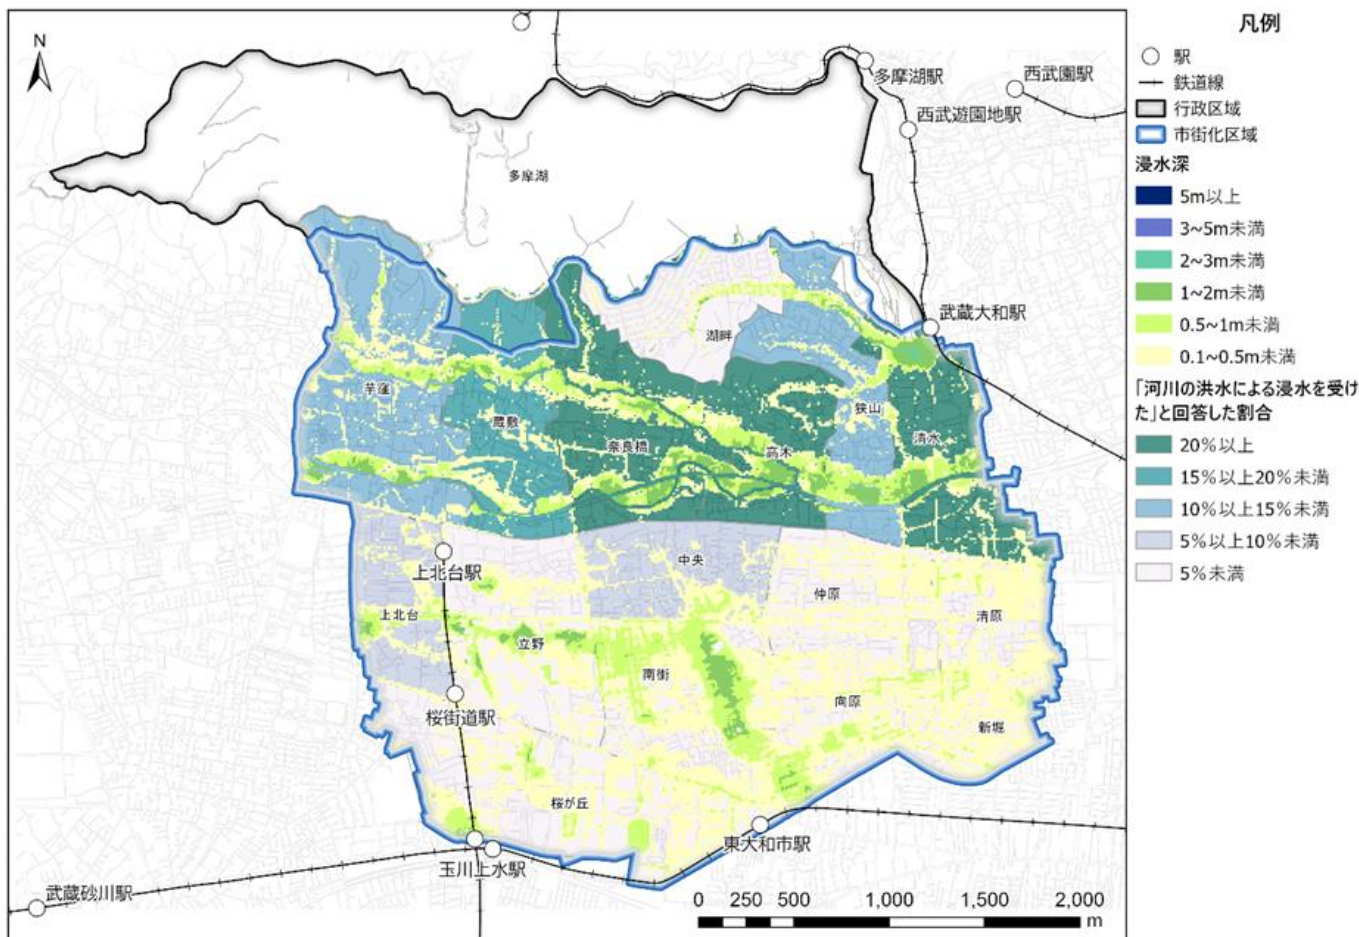 凡例
N
駅
鉄道線
行政区域
市街化区域
浸水深
5m以上
3~5m未満
2~3m未満
1~2m未満
0.5~1m未満
0.1~0.5m未満
「河川の洪水による浸水を受け
た」と回答した割合
20%以上
15%以上20%未満
10%以上15%未満
5%以上10%未満
5%未満
多摩湖駅
西武園駅
西武遊園地駅
多摩湖
武蔵大和駅
湖畔
芋窪
蔵敷
狭山
奈良橋
高木
清水
中央
上北台駅
仲原
上北台
清原
立野
南街
向原
桜街道駅
新堀
桜が丘
東大和市駅
玉川上水駅
武蔵砂川駅
0 250 500 1,000 1,500 2,000
m